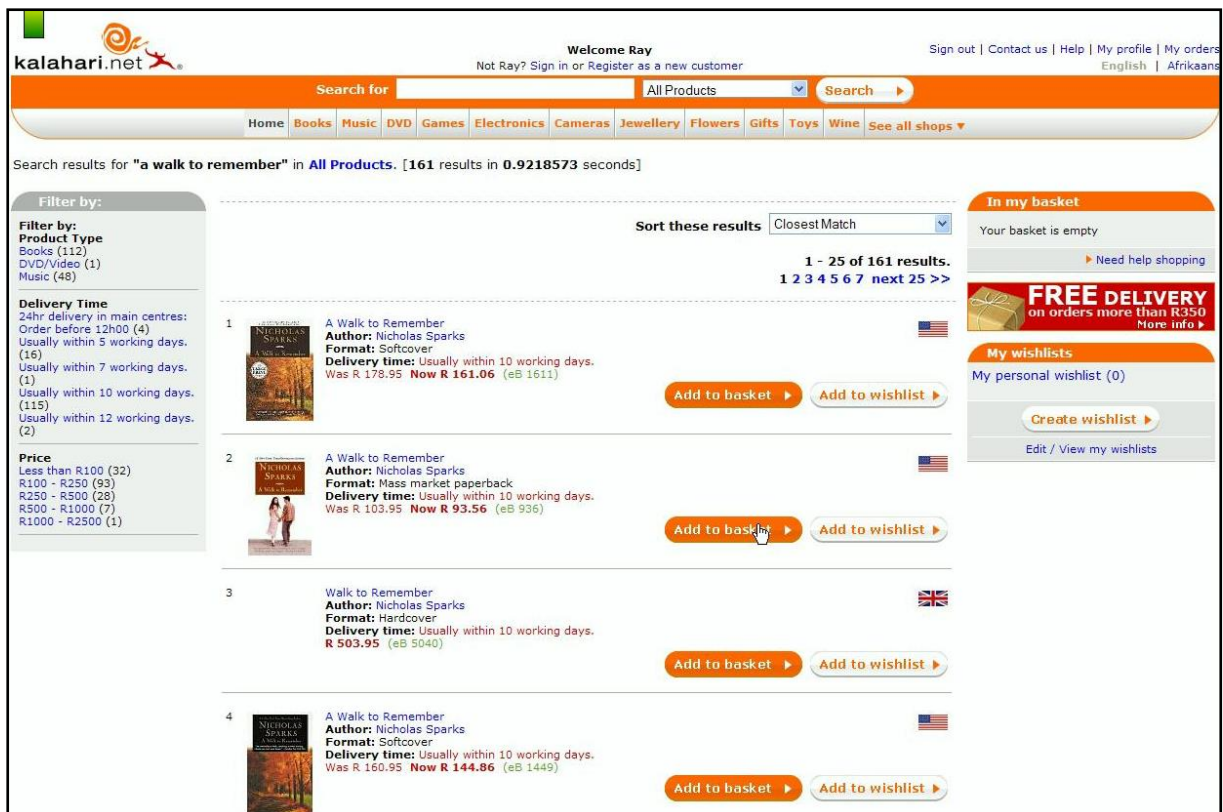 kalahari.net
Welcome Ray
Not Ray? Sign in or Register as a new customer
Sign out | Contact us | Help | My profile | My orders
English | Afrikaans
Search for All Products Search
Home Books Music DVD Games Electronics Cameras Jewellery Flowers Gifts Toys Wine See all shops
Search results for "a walk to remember" in All Products. [161 results in 0.9218573 seconds]
Filter by:
Filter by:
Product Type
Books (112)
DVD/Video (1)
Music (48)
Delivery Time
24hr delivery in main centres:
Order before 12h00 (4)
Usually within 5 working days.
(16)
Usually within 7 working days.
(1)
Usually within 10 working days.
(115)
Usually within 12 working days.
(2)
Price
Less than R100 (32)
R100 - R250 (93)
R250 - R500 (28)
R500 - R1000 (7)
R1000 - R2500 (1)
Sort these results Closest Match
1 - 25 of 161 results.
1 2 3 4 5 6 7 next 25 >>
1
NICHOLAS
SPARKS
A Walk to Remember
A Walk to Remember
Author: Nicholas Sparks
Format: Softcover
Delivery time: Usually within 10 working days.
Was R 178.95 Now R 161.06 (eB 1611)
Add to basket Add to wishlist
2
NICHOLAS
SPARKS
A Walk to Remember
A Walk to Remember
Author: Nicholas Sparks
Format: Mass market paperback
Delivery time: Usually within 10 working days.
Was R 103.95 Now R 93.56 (eB 936)
Add to basket Add to wishlist
3
Walk to Remember
Author: Nicholas Sparks
Format: Hardcover
Delivery time: Usually within 10 working days.
R 503.95 (eB 5040)
Add to basket Add to wishlist
4
NICHOLAS
SPARKS
A Walk to Remember
A Walk to Remember
Author: Nicholas Sparks
Format: Softcover
Delivery time: Usually within 10 working days.
Was R 160.95 Now R 144.86 (eB 1449)
Add to basket Add to wishlist
In my basket
Your basket is empty
Need help shopping
FREE DELIVERY
on orders more than R350
More info
My wishlists
My personal wishlist (0)
Create wishlist
Edit / View my wishlists